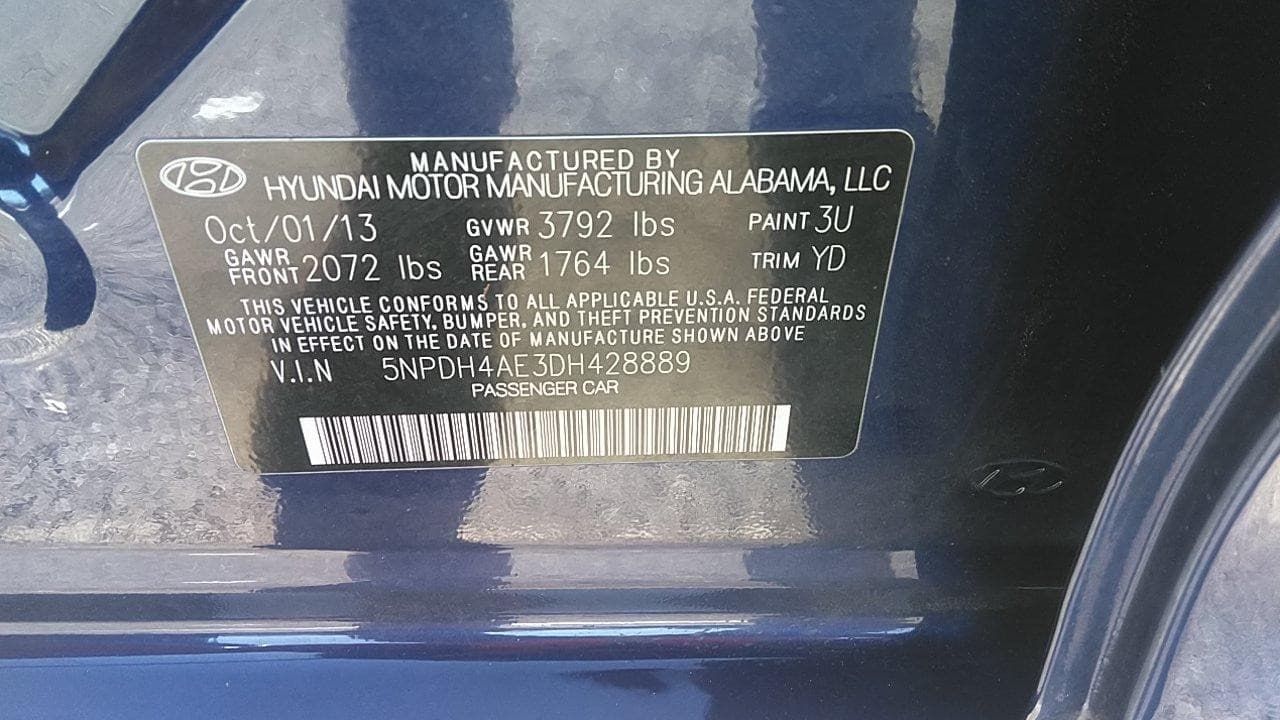 MANUFACTURED BY
HYUNDAI MOTOR MANUFACTURING ALABAMA, LLC
Oct/01/13 GVWR 3792 lbs PAINT 3U
GAWR FRONT 2072 lbs GAWR REAR 1764 lbs TRIM YD
THIS VEHICLE CONFORMS TO ALL APPLICABLE U.S.A. FEDERAL
MOTOR VEHICLE SAFETY, BUMPER, AND THEFT PREVENTION STANDARDS
IN EFFECT ON THE DATE OF MANUFACTURE SHOWN ABOVE
V.I.N 5NPDH4AE3DH428889
PASSENGER CAR